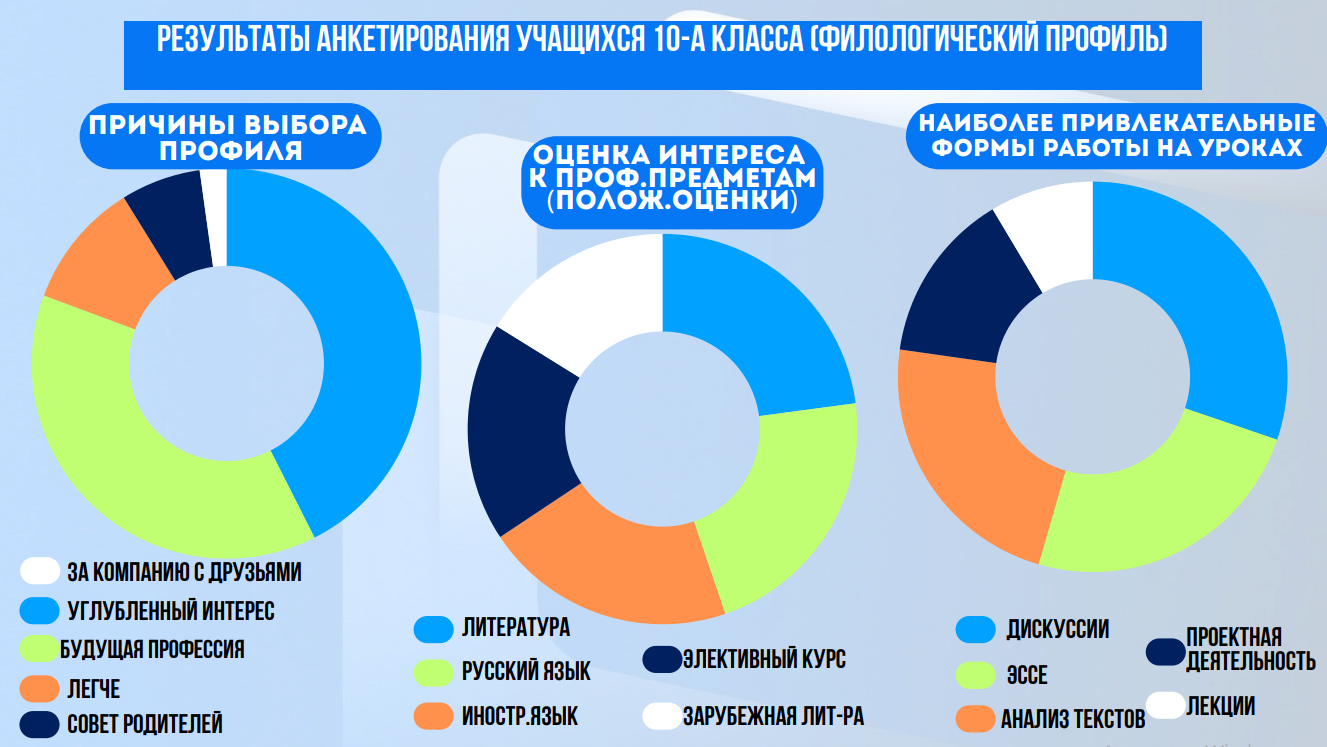 РЕЗУЛЬТАТЫ АНКЕТИРОВАНИЯ УЧАЩИХСЯ 10-А КЛАССА (ФИЛОЛОГИЧЕСКИЙ ПРОФИЛЬ)
ПРИЧИНЫ ВЫБОРА
ПРОФИЛЯ
ОЦЕНКА ИНТЕРЕСА
К ПРОФ.ПРЕДМЕТАМ
(ПОЛОЖ.ОЦЕНКИ)
НАИБОЛЕЕ ПРИВЛЕКАТЕЛЬНЫЕ
ФОРМЫ РАБОТЫ НА УРОКАХ
ЗА КОМПАНИЮ С ДРУЗЬЯМИ
УГЛУБЛЕННЫЙ ИНТЕРЕС
БУДУЩАЯ ПРОФЕССИЯ
ЛЕГЧЕ
СОВЕТ РОДИТЕЛЕЙ
ЛИТЕРАТУРА
РУССКИЙ ЯЗЫК
ИНОСТР.ЯЗЫК
ЭЛЕКТИВНЫЙ КУРС
ЗАРУБЕЖНАЯ ЛИТ-РА
ДИСКУССИИ
ЭССЕ
АНАЛИЗ ТЕКСТОВ
ПРОЕКТНАЯ
ДЕЯТЕЛЬНОСТЬ
ЛЕКЦИИ